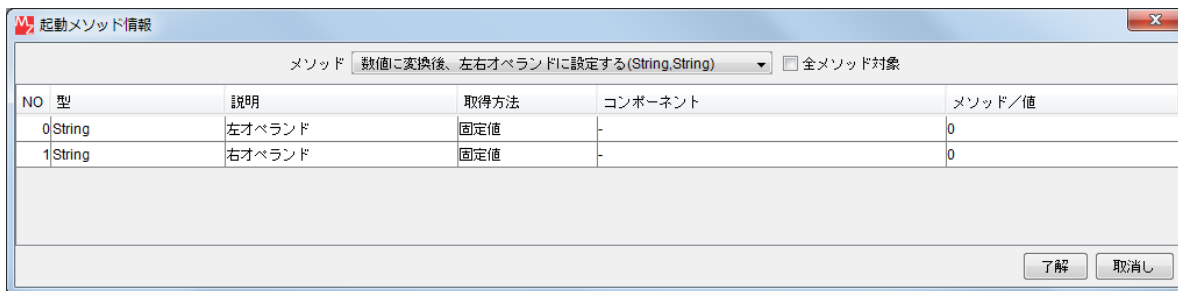 起動メソッド情報
メソッド 数値に変換後、左右オペランドに設定する(String,String) 全メソッド対象
NO 型 説明 取得方法 コンポーネント メソッド／値
0 String 左オペランド 固定値 - 0
1 String 右オペランド 固定値 - 0
了解 取消し